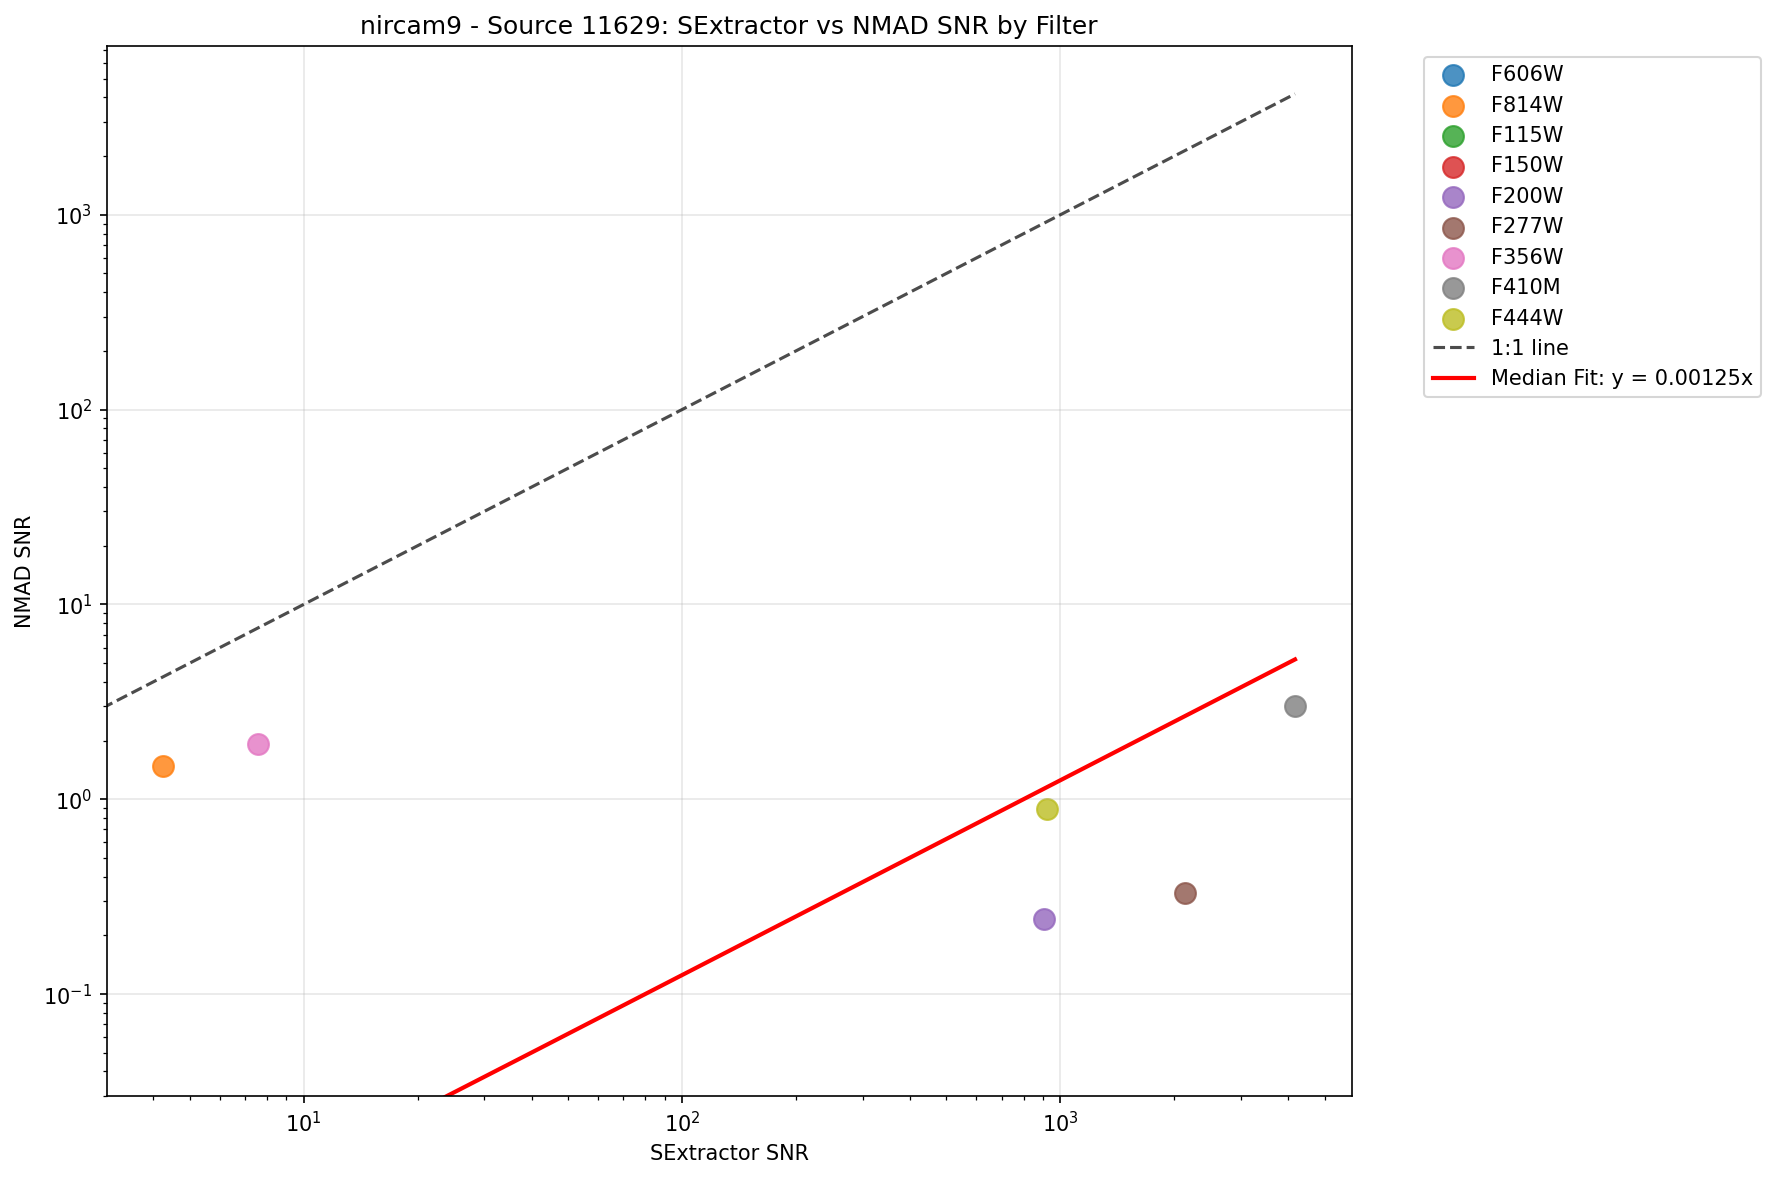 nircam9 - Source 11629: SExtractor vs NMAD SNR by Filter
F606W
F814W
F115W
F150W
F200W
F277W
F356W
F410M
F444W
1:1 line
Median Fit: y = 0.00125x
NMAD SNR
10³
10²
10¹
10⁰
10⁻¹
10¹ 10² 10³
SExtractor SNR